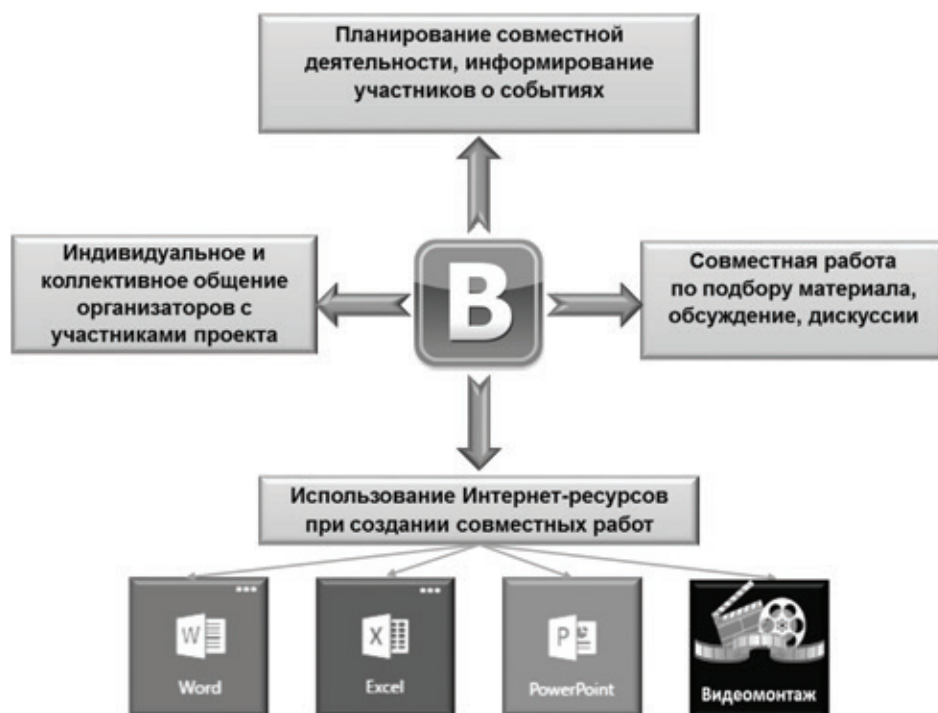 Планирование совместной
деятельности, информирование
участников о событиях
Индивидуальное и
коллективное общение
организаторов с
участниками проекта
В
Совместная работа
по подбору материала,
обсуждение, дискуссии
Использование Интернет-ресурсов
при создании совместных работ
W
Word
X
Excel
P
PowerPoint
Видеомонтаж